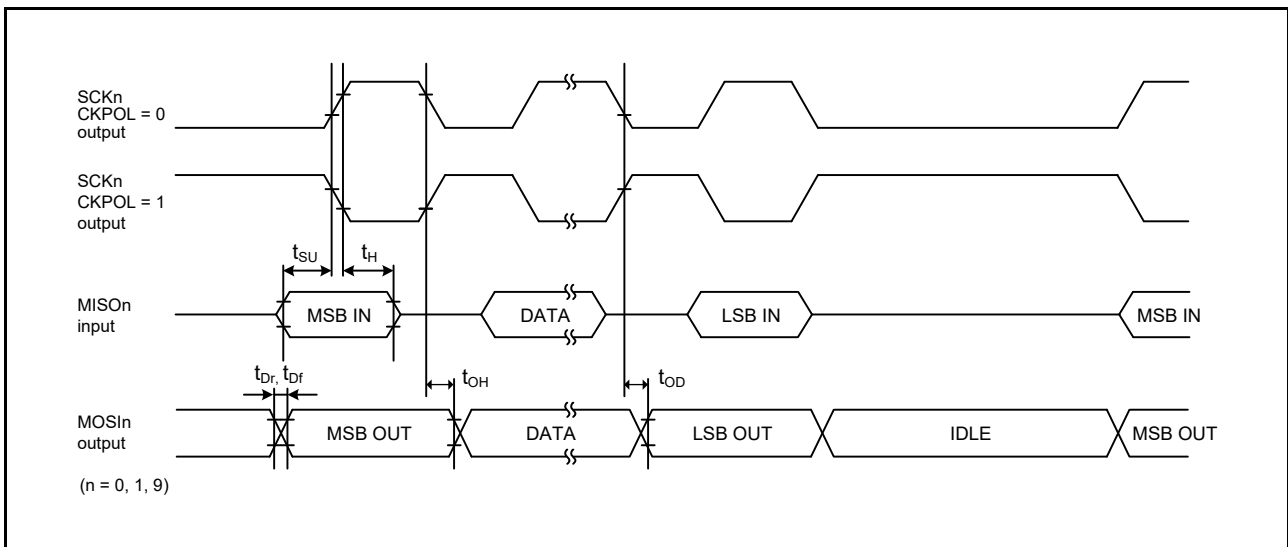 SCKn
CKPOL = 0
output
SCKn
CKPOL = 1
output
tSU
tH
MISOn
input
MSB IN
DATA
LSB IN
MSB IN
tDr, tDf
tOH
tOD
MOSIn
output
MSB OUT
DATA
LSB OUT
IDLE
MSB OUT
(n = 0, 1, 9)